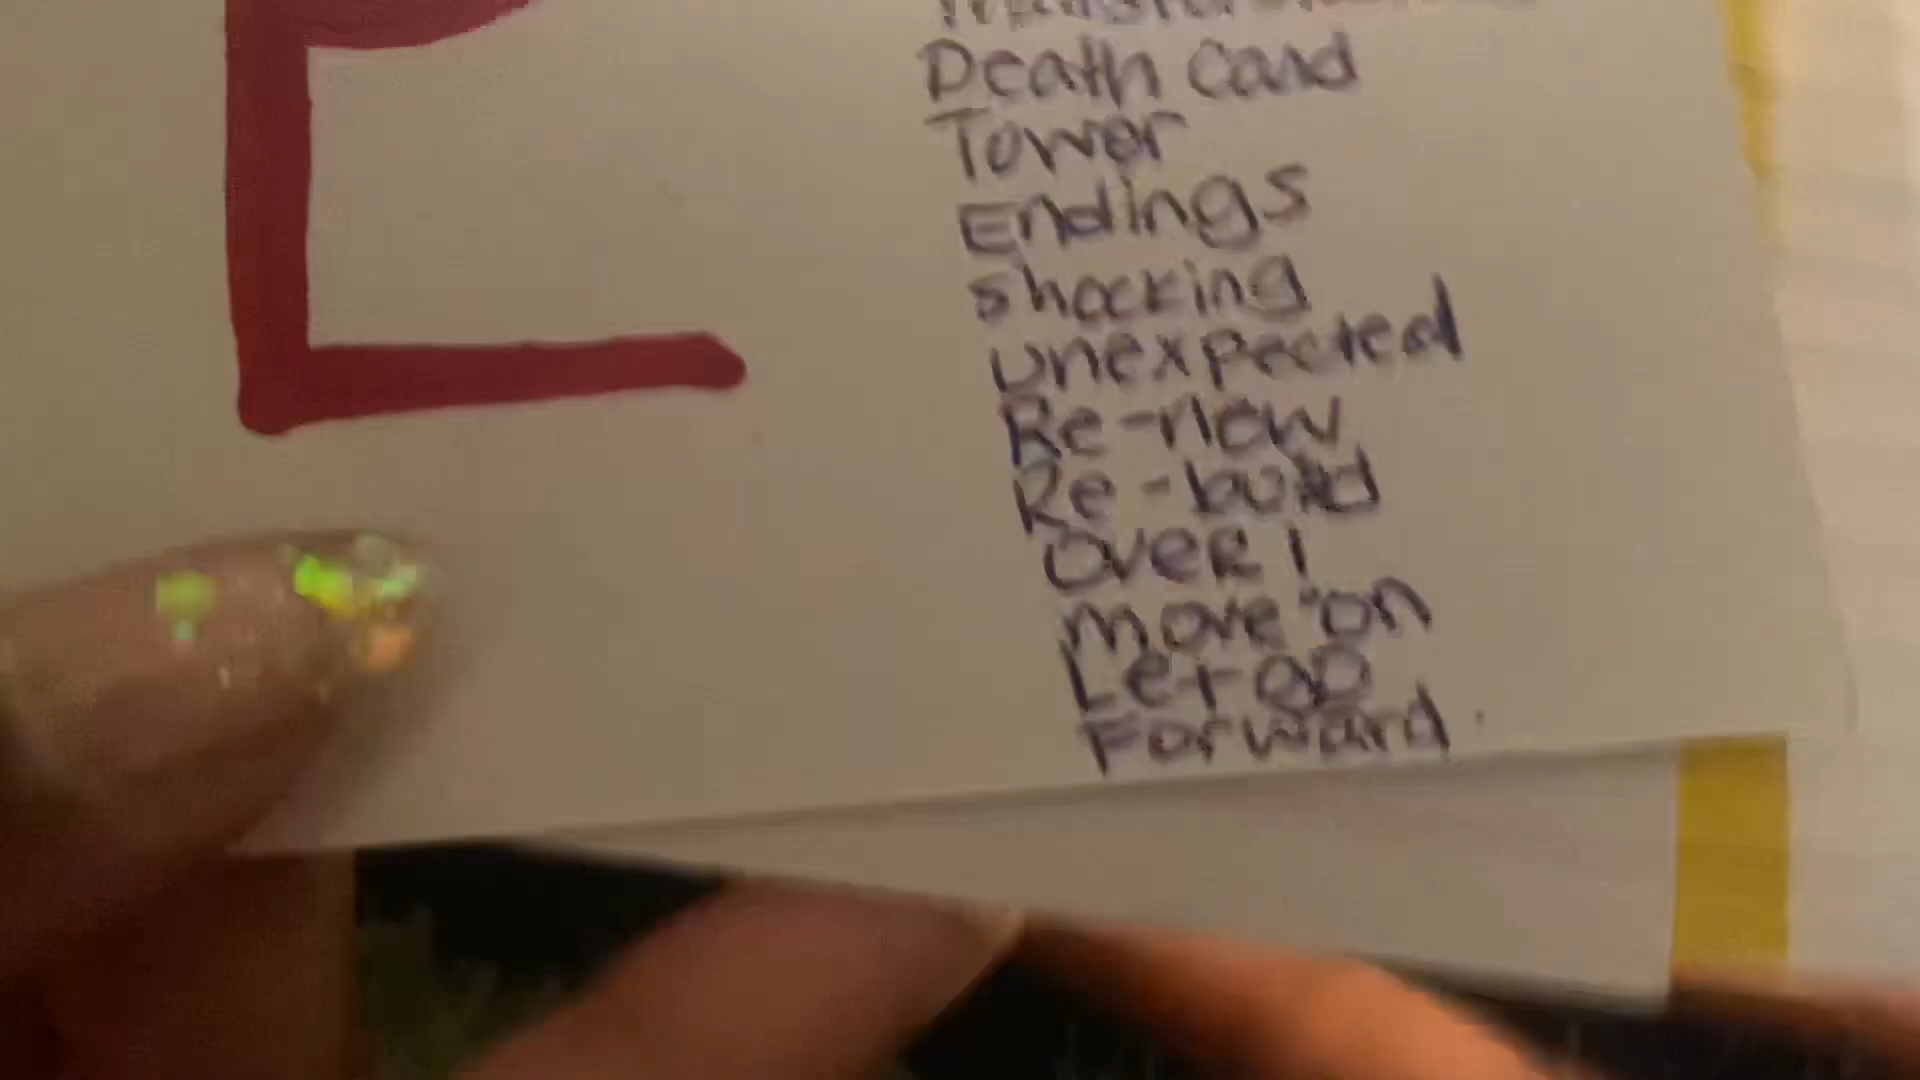 Death Card
Tower
Endings
shocking
unexpected
Re-new
Re-build
OVER!
move on
Let go
Forward.